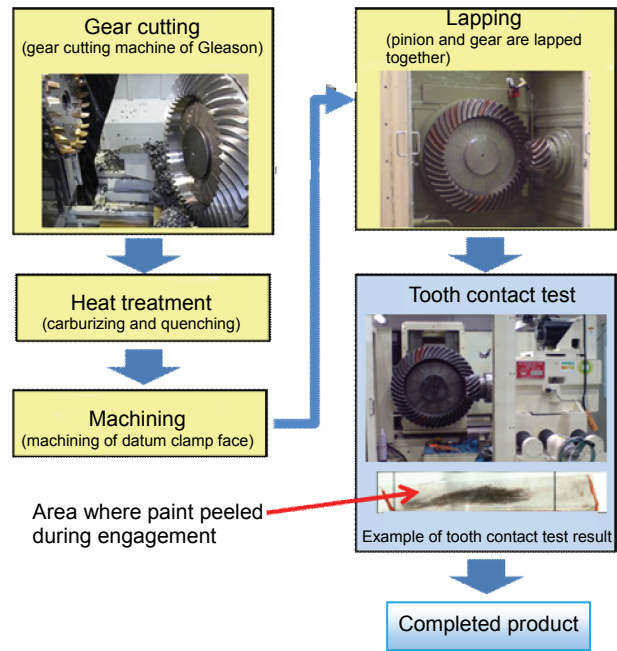 Gear cutting
(gear cutting machine of Gleason)
Heat treatment
(carburizing and quenching)
Machining
(machining of datum clamp face)
Lapping
(pinion and gear are lapped
together)
Tooth contact test
Area where paint peeled
during engagement
Example of tooth contact test result
Completed product